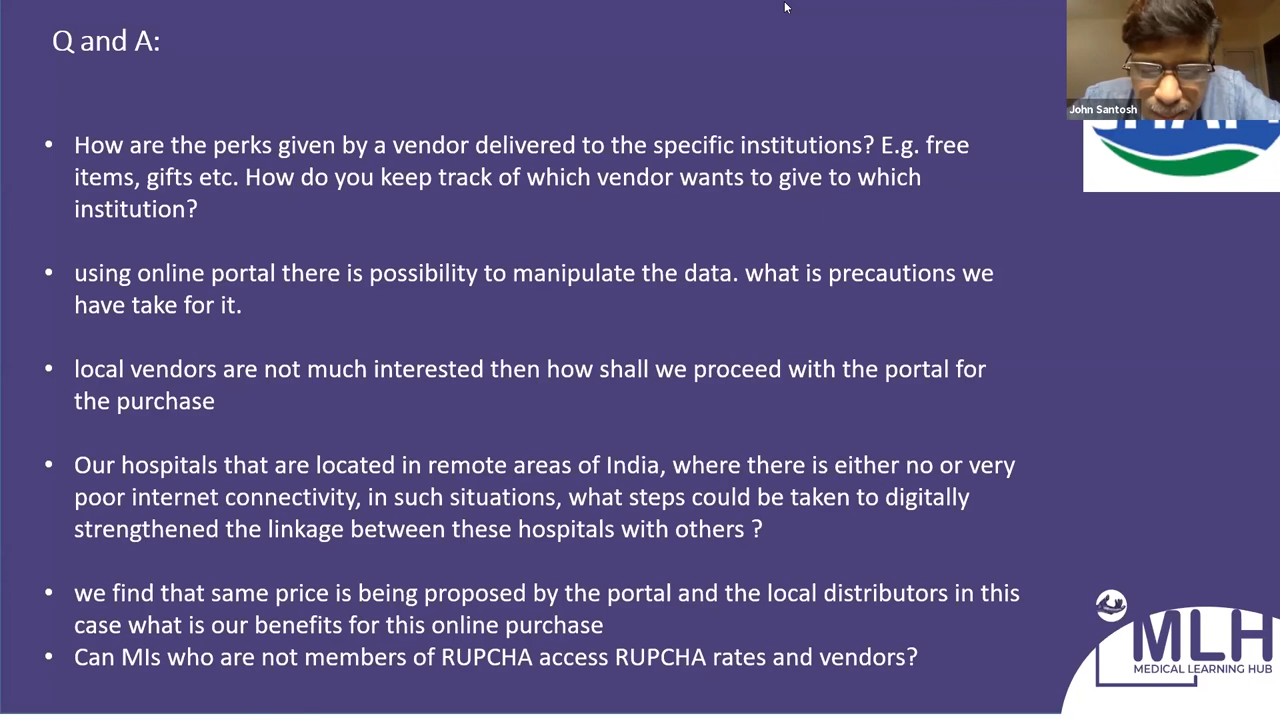 Q and A:
John Santosh
• How are the perks given by a vendor delivered to the specific institutions? E.g. free
items, gifts etc. How do you keep track of which vendor wants to give to which
institution?
• using online portal there is possibility to manipulate the data. what is precautions we
have take for it.
• local vendors are not much interested then how shall we proceed with the portal for
the purchase
• Our hospitals that are located in remote areas of India, where there is either no or very
poor internet connectivity, in such situations, what steps could be taken to digitally
strengthened the linkage between these hospitals with others ?
• we find that same price is being proposed by the portal and the local distributors in this
case what is our benefits for this online purchase
• Can MIs who are not members of RUPCHA access RUPCHA rates and vendors?
MLH
MEDICAL LEARNING HUB